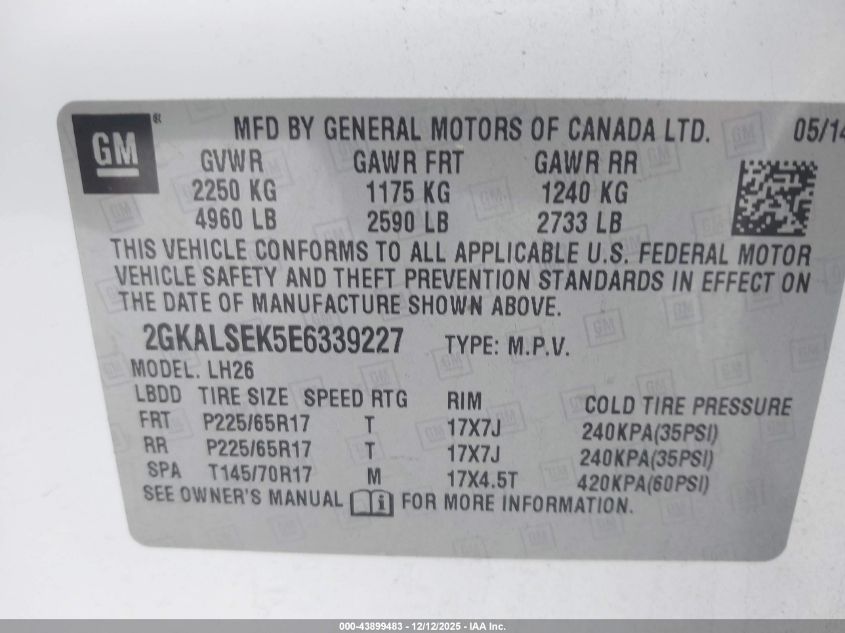 GM
MFD BY GENERAL MOTORS OF CANADA LTD. 05/14
GVWR GAWR FRT GAWR RR
2250 KG 1175 KG 1240 KG
4960 LB 2590 LB 2733 LB
THIS VEHICLE CONFORMS TO ALL APPLICABLE U.S. FEDERAL MOTOR
VEHICLE SAFETY AND THEFT PREVENTION STANDARDS IN EFFECT ON
THE DATE OF MANUFACTURE SHOWN ABOVE.
2GKALSEK5E6339227 TYPE: M.P.V.
MODEL: LH26
LBDD TIRE SIZE SPEED RTG RIM COLD TIRE PRESSURE
FRT P225/65R17 T 17X7J 240KPA(35PSI)
RR P225/65R17 T 17X7J 240KPA(35PSI)
SPA T145/70R17 M 17X4.5T 420KPA(60PSI)
SEE OWNER'S MANUAL i FOR MORE INFORMATION.
000-43899483 - 12/12/2025 - IAA Inc.